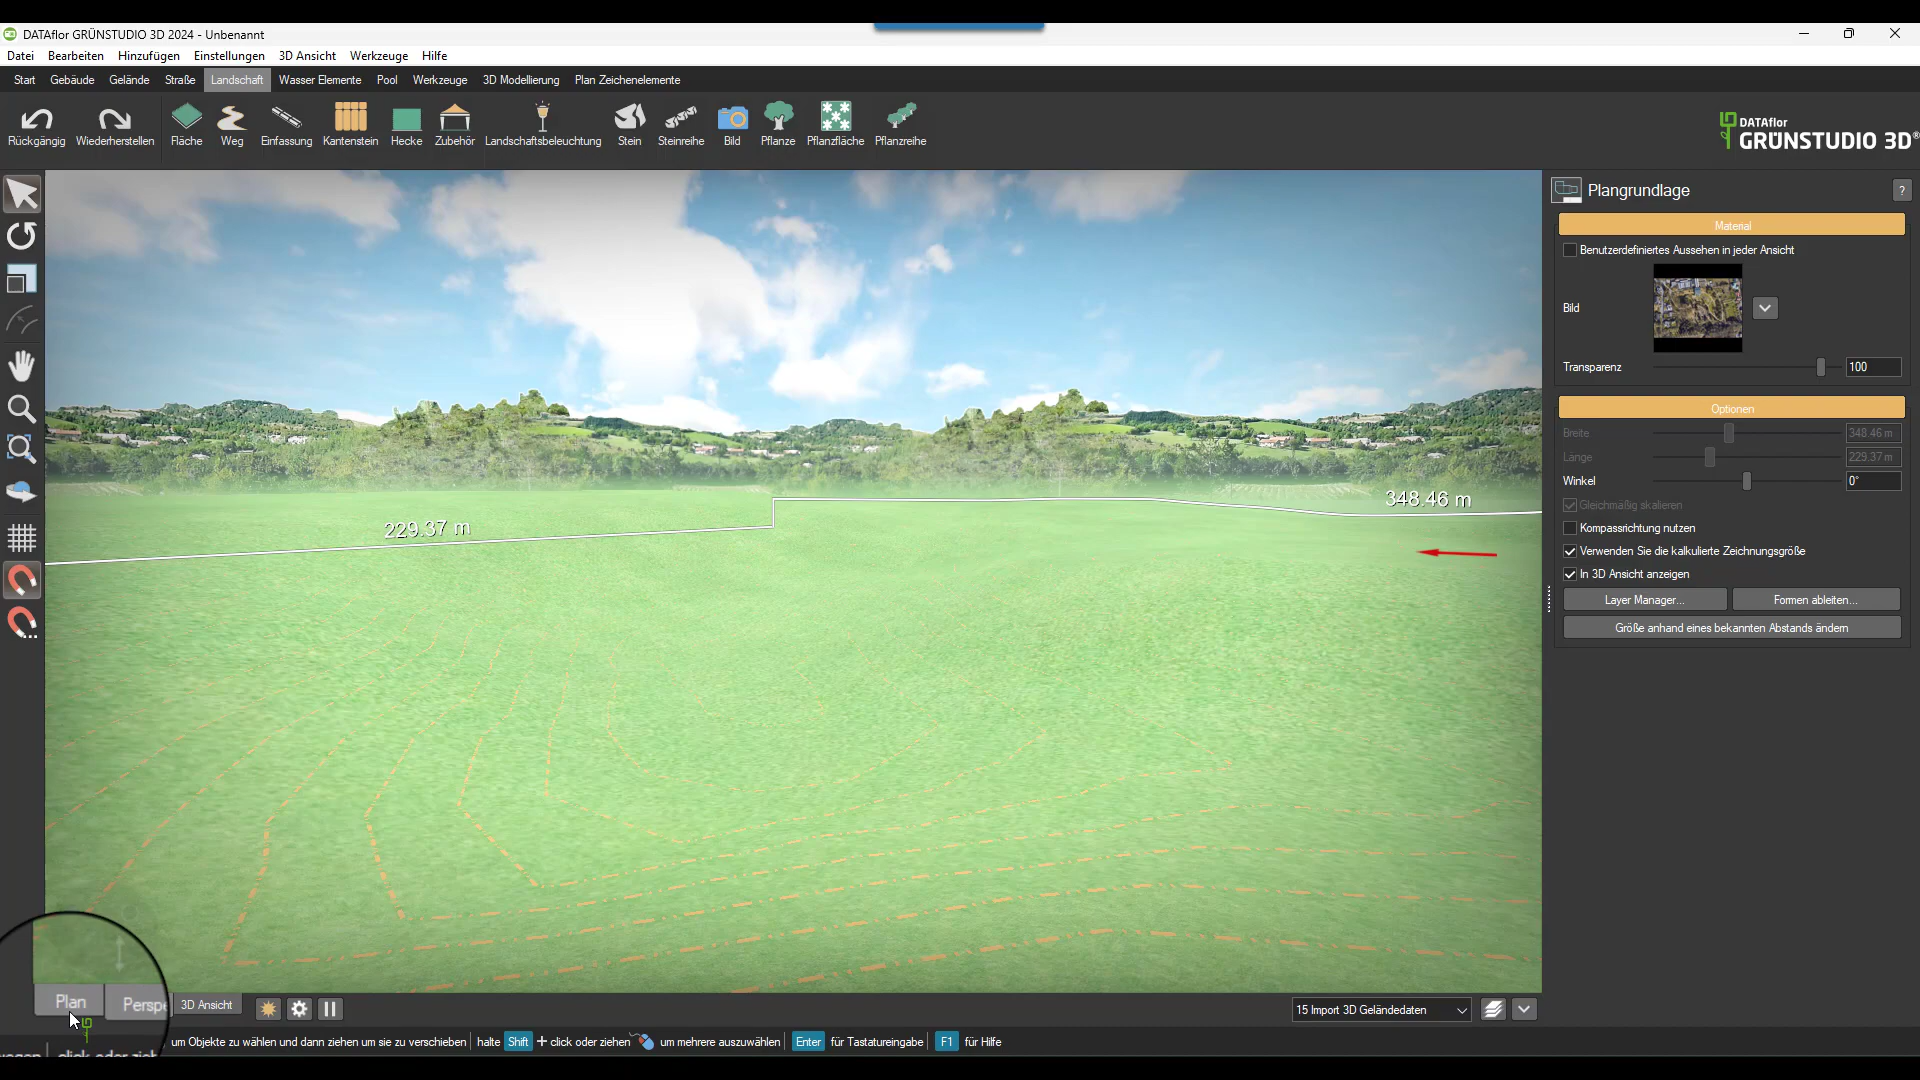 DATAflor GRÜNSTUDIO 3D 2024 - Unbenannt
Datei Bearbeiten Hinzufügen Einstellungen 3D Ansicht Werkzeuge Hilfe
Start Gebäude Gelände Straße Landschaft Wasser Elemente Pool Werkzeuge 3D Modellierung Plan Zeichenelemente
Rückgängig Wiederherstellen Fläche Weg Einfassung Kantenstein Hecke Zubehör Landschaftsbeleuchtung Stein Steinreihe Bild Pflanze Pflanzfläche Pflanzreihe
DATAflor
GRÜNSTUDIO 3D®
Plangrundlage ?
Material
Benutzerdefiniertes Aussehen in jeder Ansicht
Bild
Transparenz 100
Optionen
Breite 348.46 m
Länge 229.37 m
Winkel 0°
Gleichmäßig skalieren
Kompassrichtung nutzen
Verwenden Sie die kalkulierte Zeichnungsgröße
In 3D Ansicht anzeigen
Layer Manager... Formen ableiten...
Größe anhand eines bekannten Abstands ändern
348.46 m
229.37 m
Plan Perspe 3D Ansicht
15 Import 3D Geländedaten
um Objekte zu wählen und dann ziehen um sie zu verschieben halte Shift + click oder ziehen um mehrere auszuwählen Enter für Tastatureingabe F1 für Hilfe